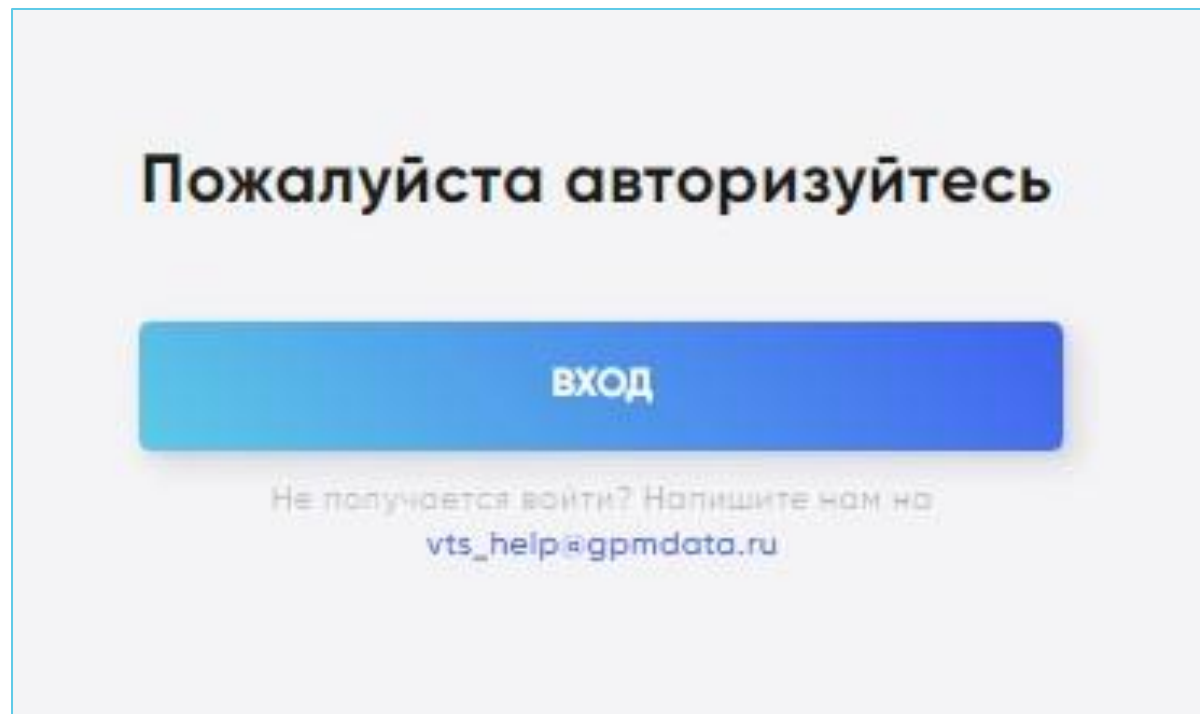 Пожалуйста авторизуйтесь
ВХОД
Не получается войти? Напишите нам на
vts_help@gpmdata.ru